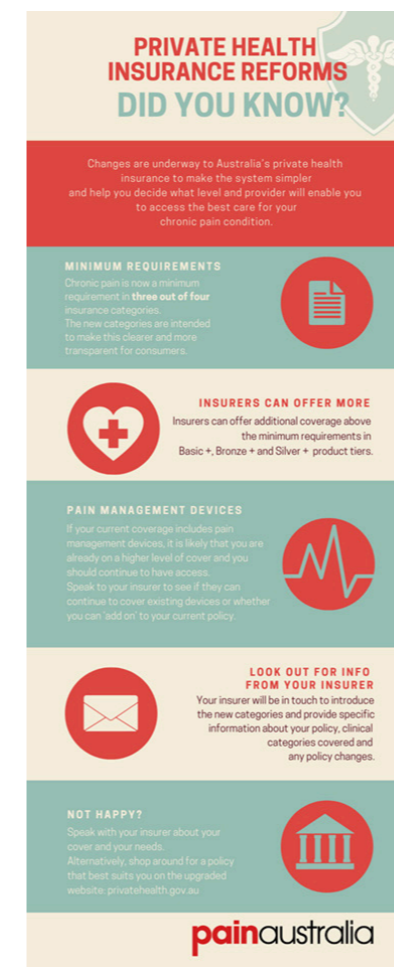 PRIVATE HEALTH
INSURANCE REFORMS
DID YOU KNOW?
Changes are underway to Australia's private health
insurance to make the system simpler
and help you decide what level and provider will enable you
to access the best care for your
chronic pain condition.
MINIMUM REQUIREMENTS
Chronic pain is now a minimum
requirement in three out of four
insurance categories.
The new categories are intended
to make this clearer and more
transparent for consumers.
INSURERS CAN OFFER MORE
Insurers can offer additional coverage above
the minimum requirements in
Basic +, Bronze + and Silver + product tiers.
PAIN MANAGEMENT DEVICES
If your current coverage includes pain
management devices, it is likely that you are
already on a higher level of cover and you
should continue to have access.
Speak to your insurer to see if they can
continue to cover existing devices or whether
you can 'add on' to your current policy.
LOOK OUT FOR INFO
FROM YOUR INSURER
Your insurer will be in touch to introduce
the new categories and provide specific
information about your policy, clinical
categories covered and
any policy changes.
NOT HAPPY?
Speak with your insurer about your
cover and your needs.
Alternatively, shop around for a policy
that best suits you on the upgraded
website: privatehealth.gov.au
painaustralia